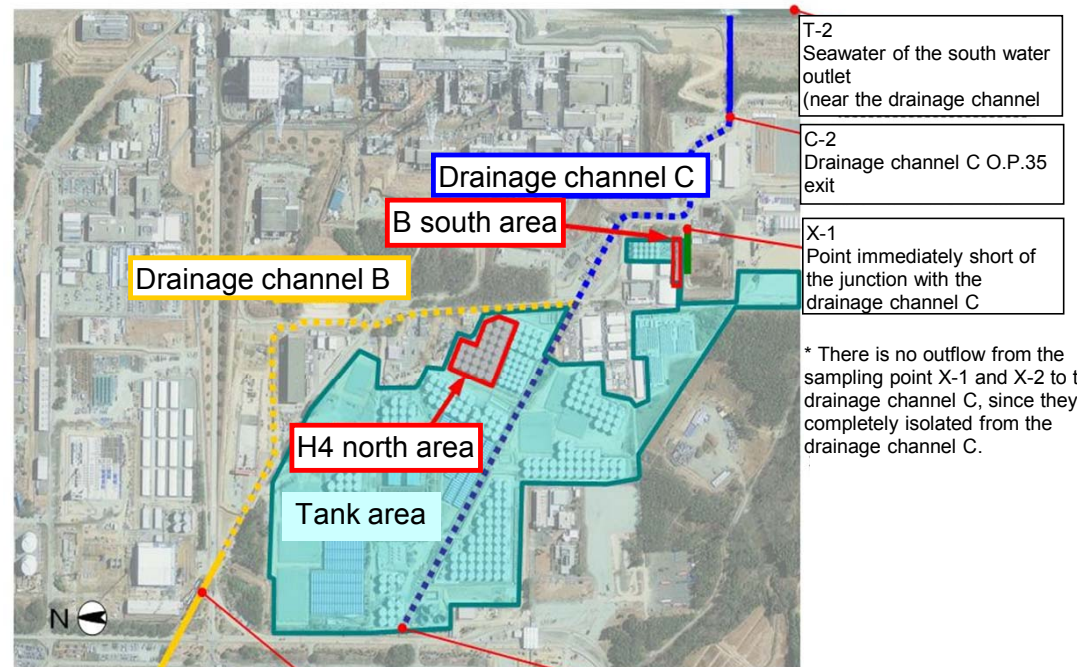 T-2
Seawater of the south water
outlet
(near the drainage channel
C-2
Drainage channel C O.P.35
exit
Drainage channel C
B south area
X-1
Point immediately short of
the junction with the
drainage channel C
Drainage channel B
* There is no outflow from the
sampling point X-1 and X-2 to t
drainage channel C, since they
completely isolated from the
drainage channel C.
H4 north area
Tank area
N